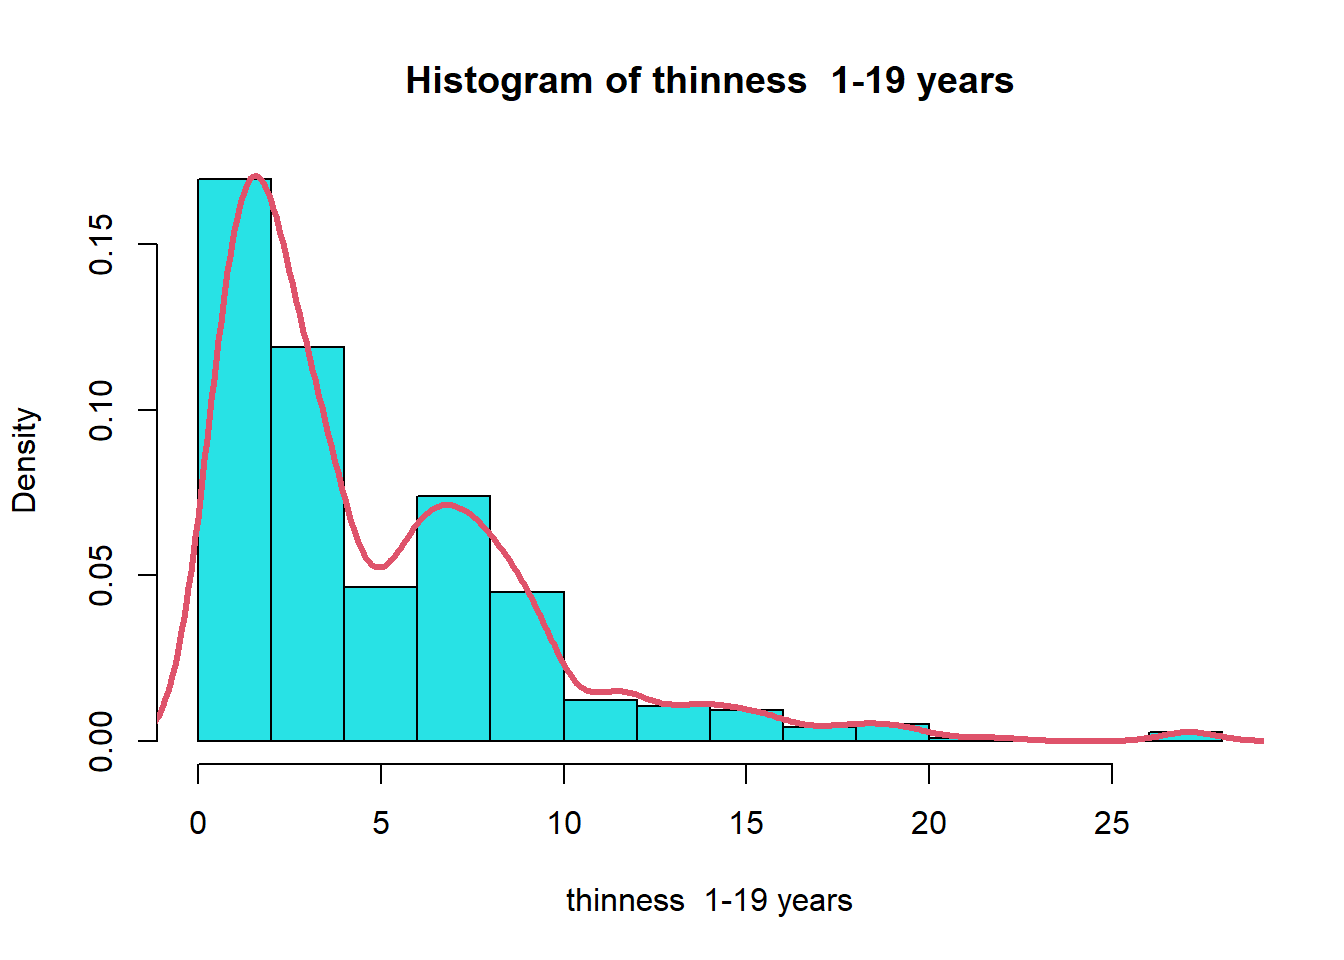 Histogram of thinness  1-19 years
Density
0.15
0.10
0.05
0.00
0 5 10 15 20 25
thinness  1-19 years